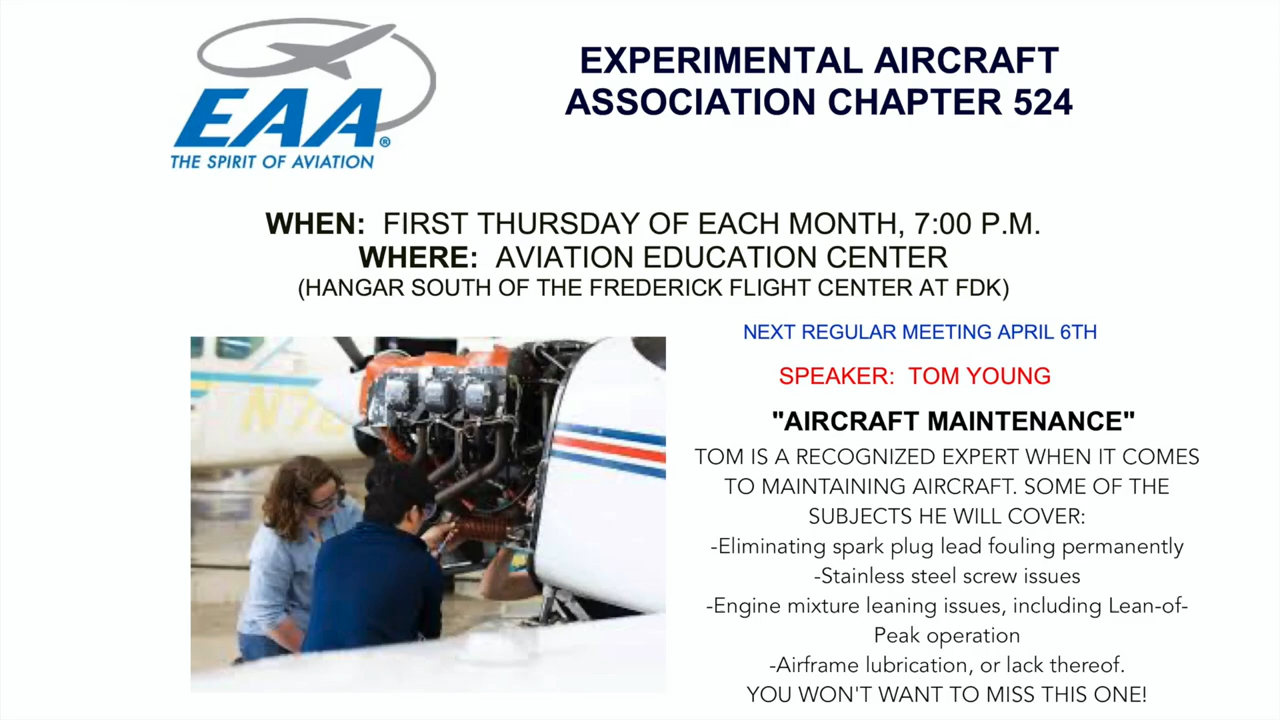 EAA®
THE SPIRIT OF AVIATION
EXPERIMENTAL AIRCRAFT
ASSOCIATION CHAPTER 524
WHEN: FIRST THURSDAY OF EACH MONTH, 7:00 P.M.
WHERE: AVIATION EDUCATION CENTER
(HANGAR SOUTH OF THE FREDERICK FLIGHT CENTER AT FDK)
NEXT REGULAR MEETING APRIL 6TH
SPEAKER: TOM YOUNG
"AIRCRAFT MAINTENANCE"
TOM IS A RECOGNIZED EXPERT WHEN IT COMES
TO MAINTAINING AIRCRAFT. SOME OF THE
SUBJECTS HE WILL COVER:
-Eliminating spark plug lead fouling permanently
-Stainless steel screw issues
-Engine mixture leaning issues, including Lean-of-
Peak operation
-Airframe lubrication, or lack thereof.
YOU WON'T WANT TO MISS THIS ONE!